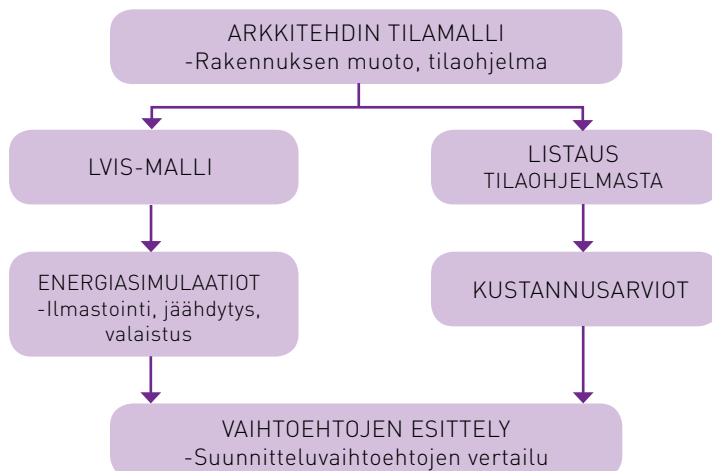 ARKKITEHDIN TILAMALLI
-Rakennuksen muoto, tilaohjelma
LVIS-MALLI
LISTAUS
TILAOHJELMASTA
ENERGIASIMULAATIOT
-Ilmastointi, jäähdytys,
valaistus
KUSTANNUSARVIOT
VAIHTOEHTOJEN ESITTELY
-Suunnitteluvaihtoehtojen vertailu